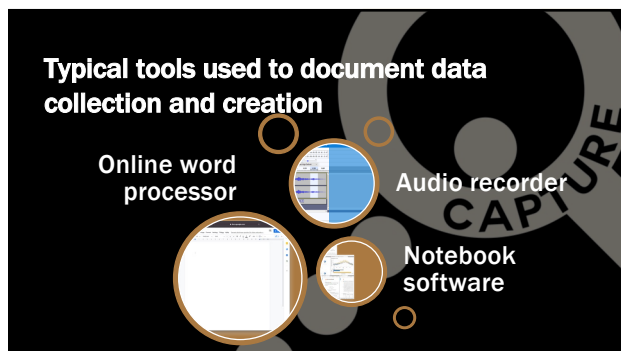 Typical tools used to document data
collection and creation
Online word
processor
Audio recorder
CAPTURE
Notebook
software